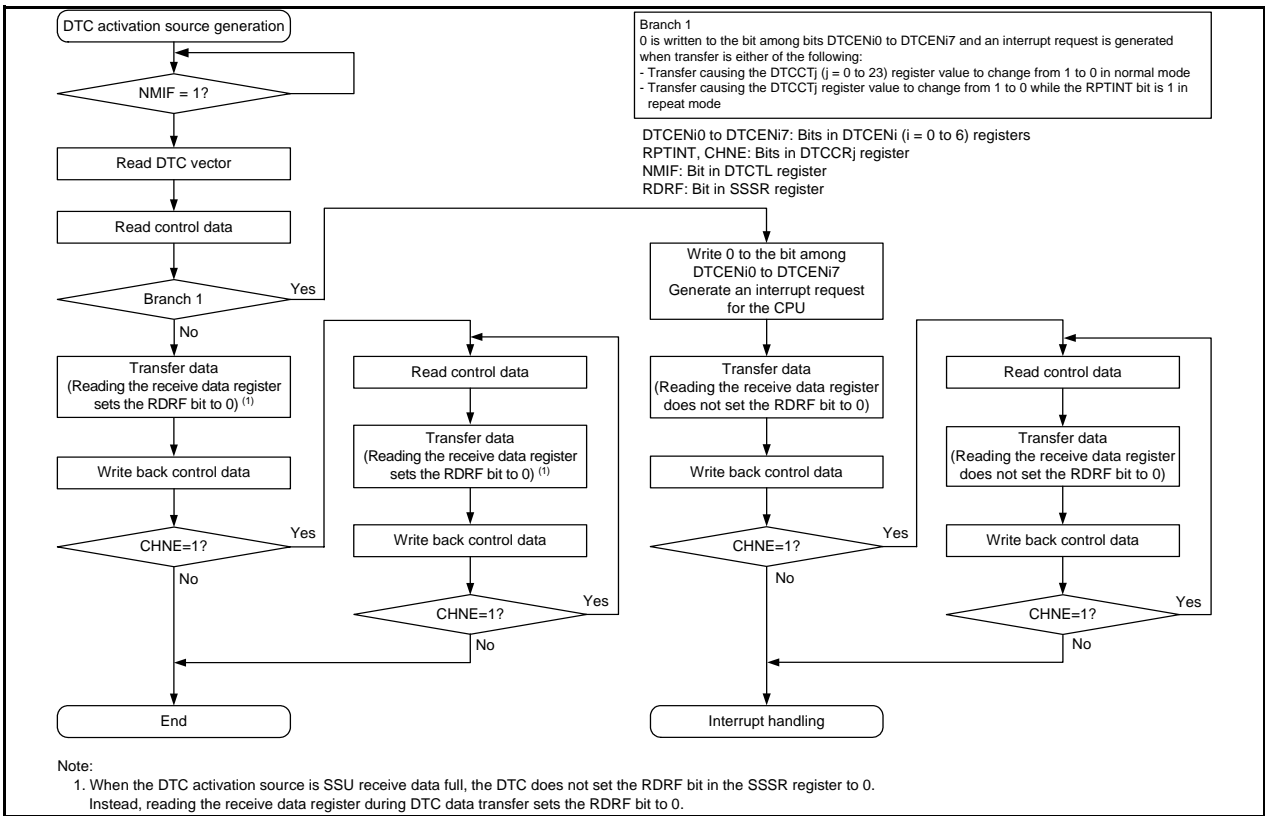 DTC activation source generation
NMIF = 1?
Read DTC vector
Read control data
Branch 1
Yes
No
Transfer data
(Reading the receive data register
sets the RDRF bit to 0) (1)
Write back control data
CHNE=1?
Yes
No
End
Read control data
Transfer data
(Reading the receive data register
sets the RDRF bit to 0) (1)
Write back control data
CHNE=1?
Yes
No
Branch 1
0 is written to the bit among bits DTCENi0 to DTCENi7 and an interrupt request is generated
when transfer is either of the following:
- Transfer causing the DTCCTj (j = 0 to 23) register value to change from 1 to 0 in normal mode
- Transfer causing the DTCCTj register value to change from 1 to 0 while the RPTINT bit is 1 in
repeat mode
DTCENi0 to DTCENi7: Bits in DTCENi (i = 0 to 6) registers
RPTINT, CHNE: Bits in DTCCRj register
NMIF: Bit in DTCTL register
RDRF: Bit in SSSR register
Write 0 to the bit among
DTCENi0 to DTCENi7
Generate an interrupt request
for the CPU
Transfer data
(Reading the receive data register
does not set the RDRF bit to 0)
Write back control data
CHNE=1?
Yes
No
Interrupt handling
Read control data
Transfer data
(Reading the receive data register
does not set the RDRF bit to 0)
Write back control data
CHNE=1?
Yes
No
Note:
1. When the DTC activation source is SSU receive data full, the DTC does not set the RDRF bit in the SSSR register to 0.
Instead, reading the receive data register during DTC data transfer sets the RDRF bit to 0.